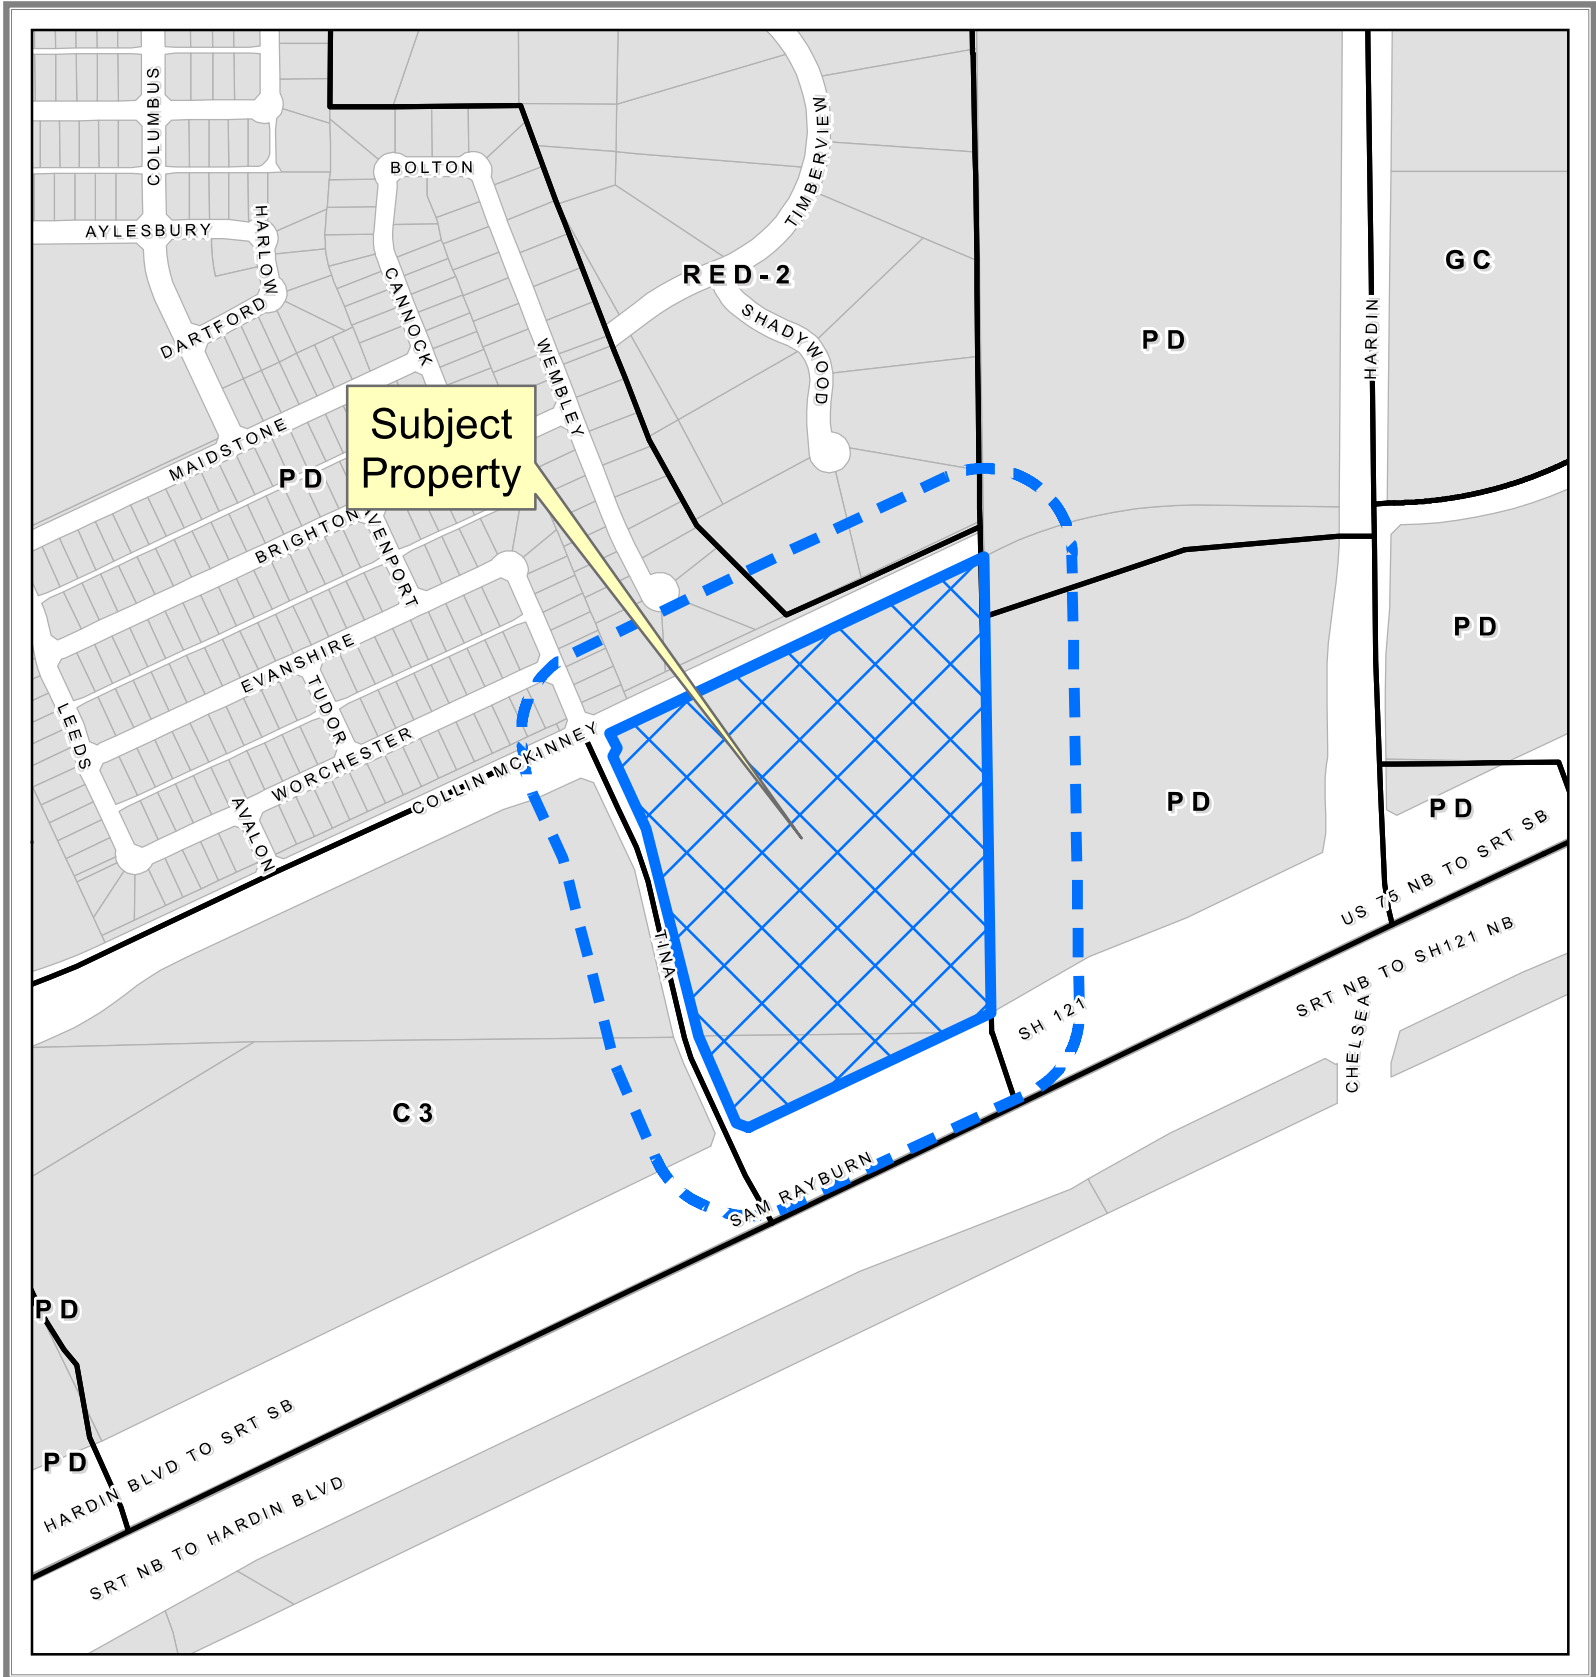 COLUMBUS
BOLTON
TIMBERVIEW
HARLOW
AYLESBURY
RED-2
GC
CANNOCK
DARTFORD
SHADYWOOD
HARDIN
PD
WEMBLEY
Subject
Property
MAIDSTONE
PD
BRIGHTON
VENPORT
EVANSHIRE
TUDOR
PD
LEEDS
WORCHESTER
COLLIN MCKINNEY
AVALON
PD
PD
US 75 NB TO SRT SB
TINA
SRT NB TO SH121 NB
SH 121
CHELSEA
C3
SAM RAYBURN
PD
HARDIN BLVD TO SRT SB
PD
SRT NB TO HARDIN BLVD